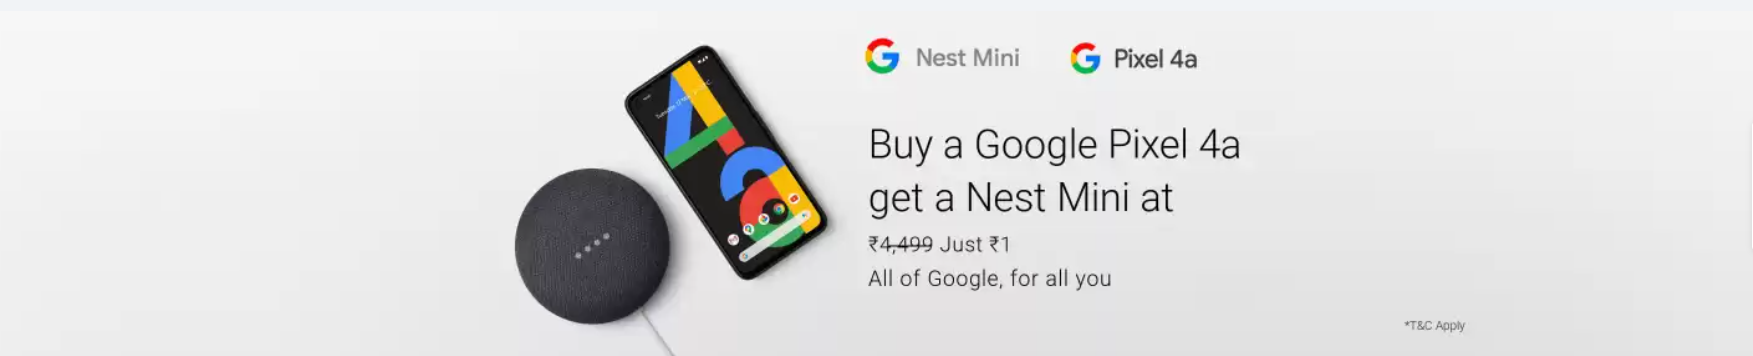 Nest Mini
Pixel 4a
Buy a Google Pixel 4a
get a Nest Mini at
₹4,499 Just ₹1
All of Google, for all you
*T&C Apply